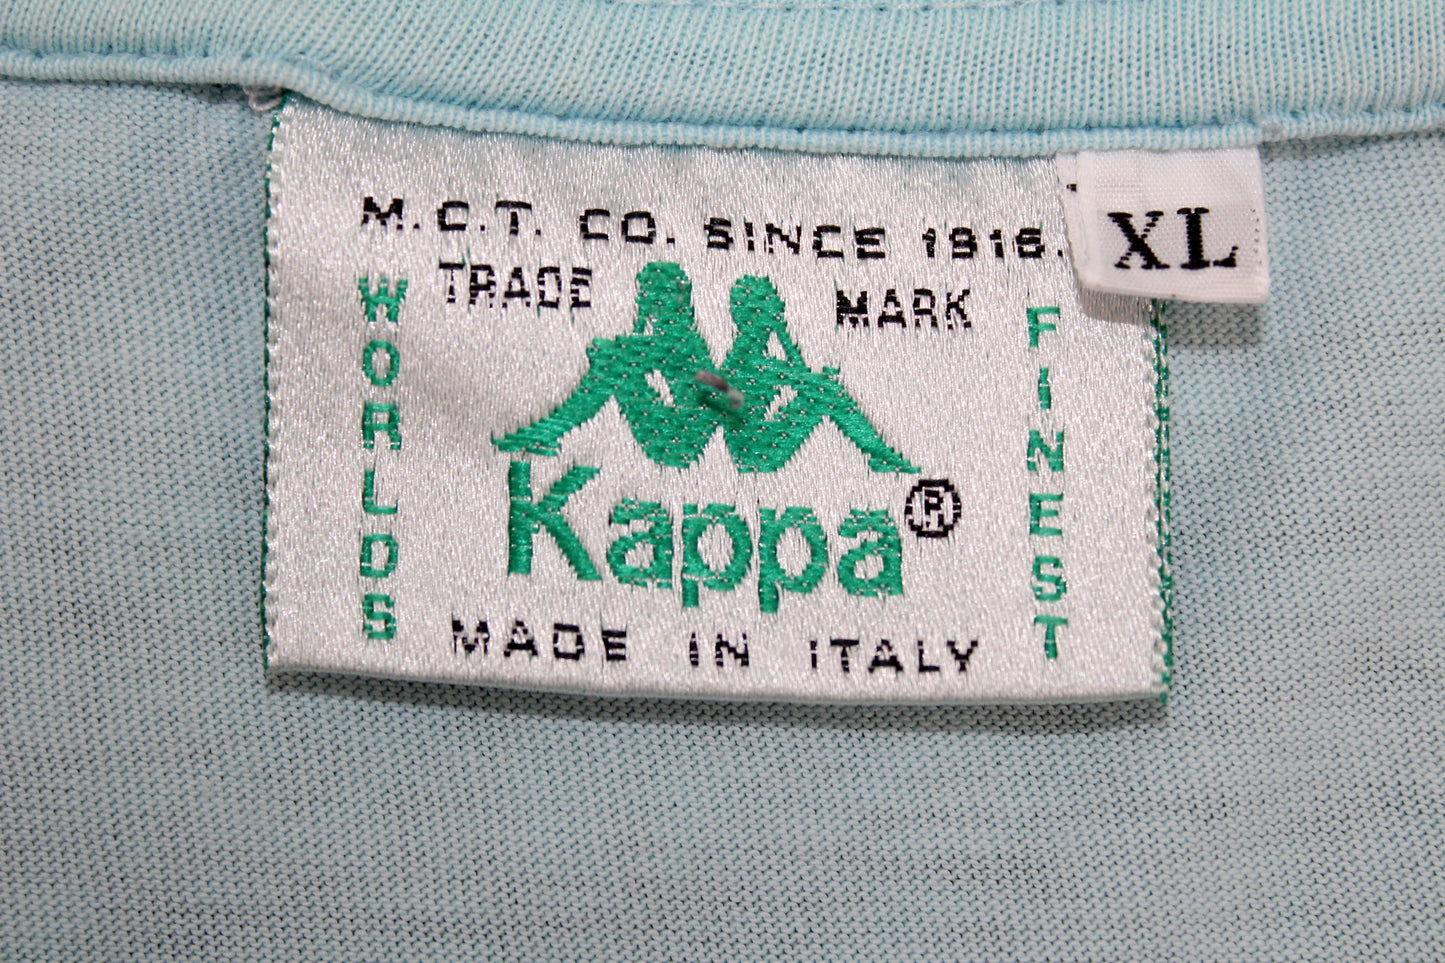 M.C.T. CO. SINCE 1916.
XL
TRADE MARK
WORLDS
FINEST
Kappa®
MADE IN ITALY